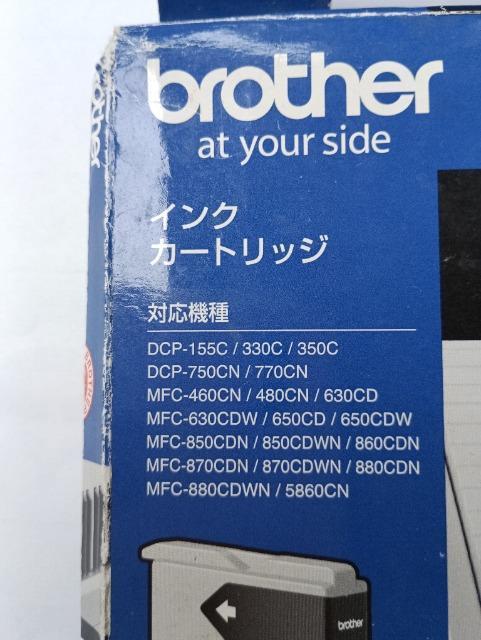 brother
at your side
インク
カートリッジ
対応機種
DCP-155C / 330C / 350C
DCP-750CN / 770CN
MFC-460CN / 480CN / 630CD
MFC-630CDW / 650CD / 650CDW
MFC-850CDN / 850CDWN / 860CDN
MFC-870CDN / 870CDWN / 880CDN
MFC-880CDWN / 5860CN
brother
brother